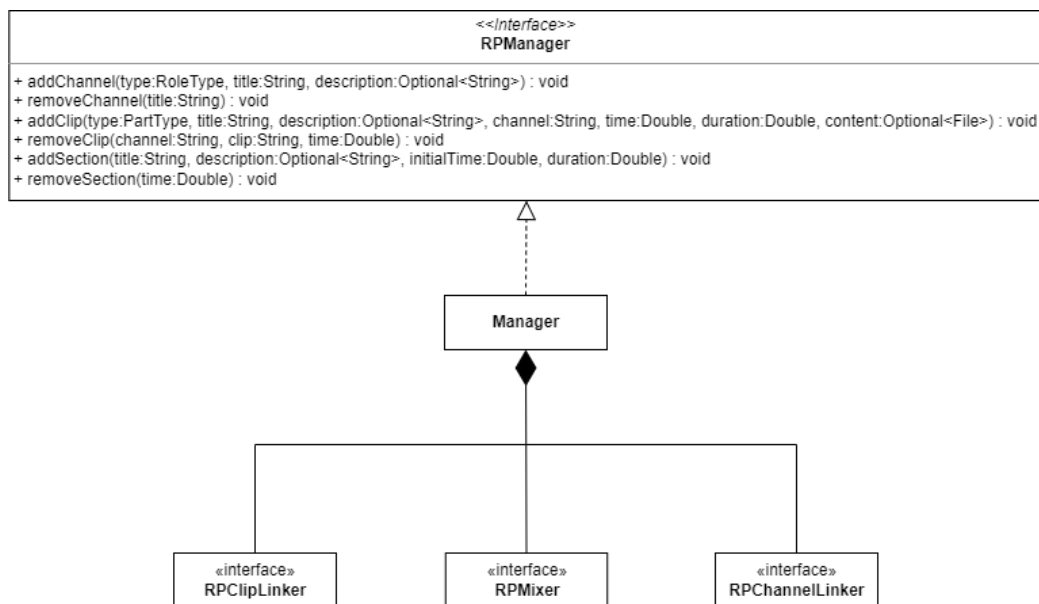 <<Interface>>
RPManager
+ addChannel(type:RoleType, title:String, description:Optional<String>) : void
+ removeChannel(title:String) : void
+ addClip(type:PartType, title:String, description:Optional<String>, channel:String, time:Double, duration:Double, content:Optional<File>) : void
+ removeClip(channel:String, clip:String, time:Double) : void
+ addSection(title:String, description:Optional<String>, initialTime:Double, duration:Double) : void
+ removeSection(time:Double) : void
Manager
«interface» «interface» «interface»
RPClipLinker RPMixer RPChannelLinker